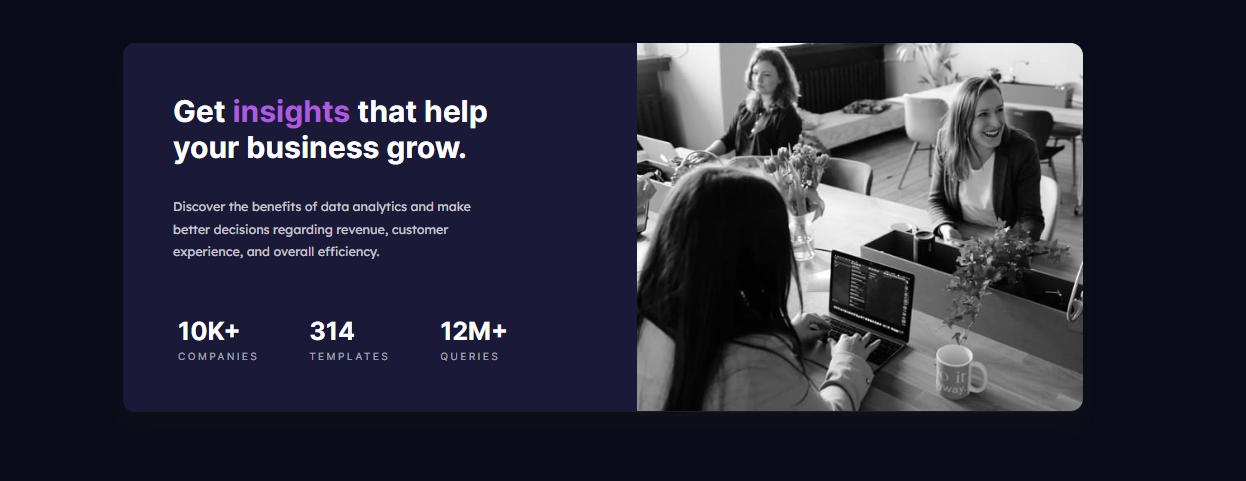 Get insights that help
your business grow.
Discover the benefits of data analytics and make
better decisions regarding revenue, customer
experience, and overall efficiency.
10K+ 314 12M+
COMPANIES TEMPLATES QUERIES